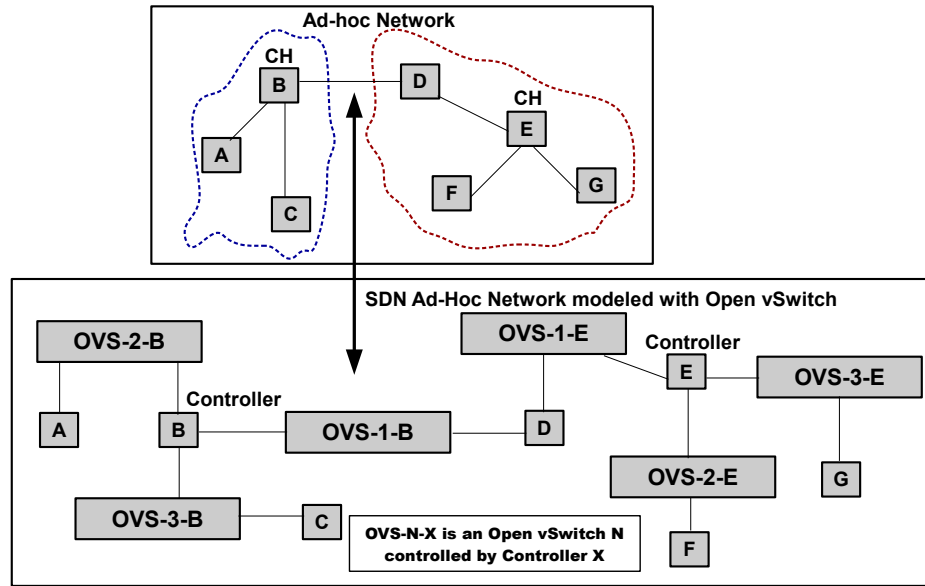 Ad-hoc Network
CH
B
D
CH
E
A
F
G
C
SDN Ad-Hoc Network modeled with Open vSwitch
OVS-2-B
OVS-1-E
Controller
E
OVS-3-E
Controller
A
B
OVS-1-B
D
OVS-2-E
G
OVS-3-B
C
OVS-N-X is an Open vSwitch N
controlled by Controller X
F